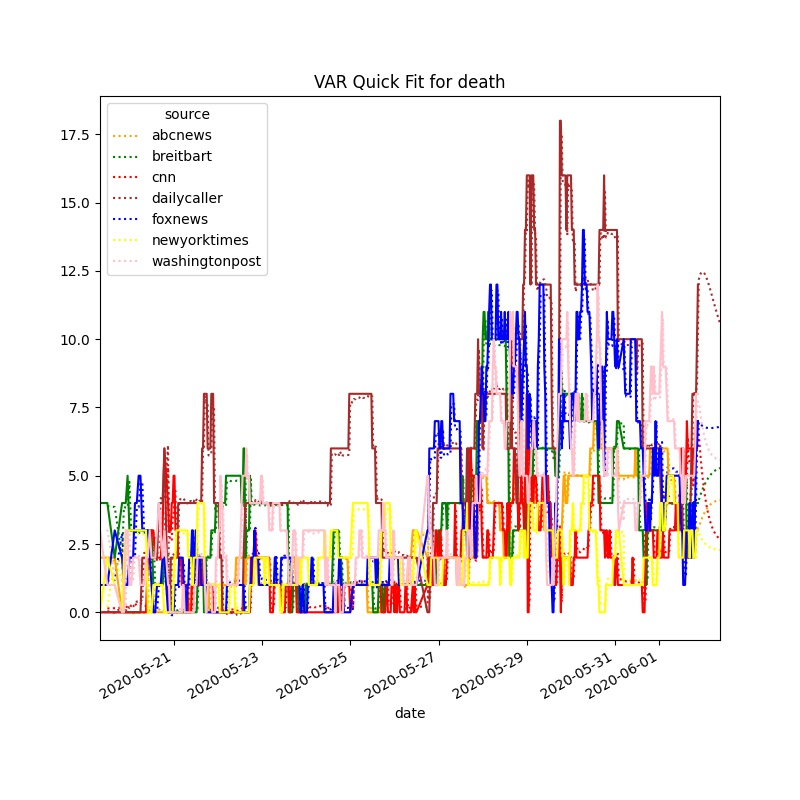 VAR Quick Fit for death
source
abcnews
breitbart
cnn
dailycaller
foxnews
newyorktimes
washingtonpost
17.5
15.0
12.5
10.0
7.5
5.0
2.5
0.0
2020-05-21
2020-05-23
2020-05-25
2020-05-27
2020-05-29
2020-05-31
2020-06-01
date